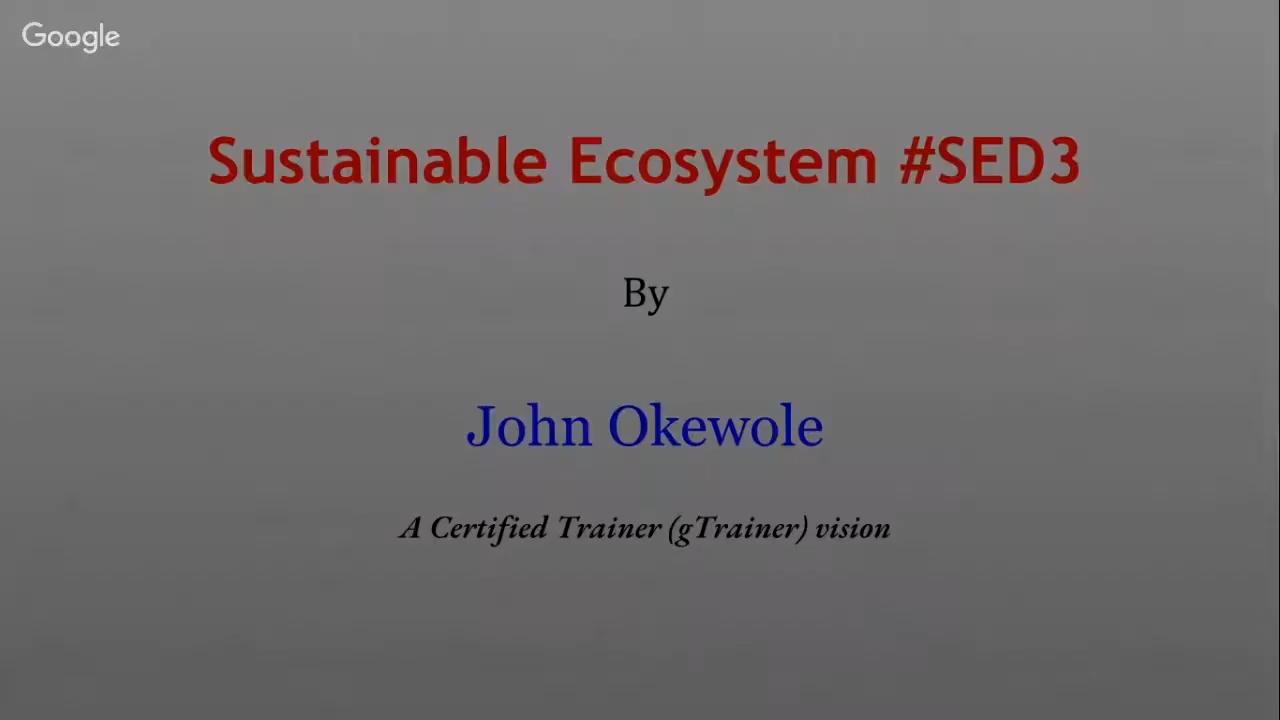 Google
Sustainable Ecosystem #SED3
By
John Okewole
A Certified Trainer (gTrainer) vision